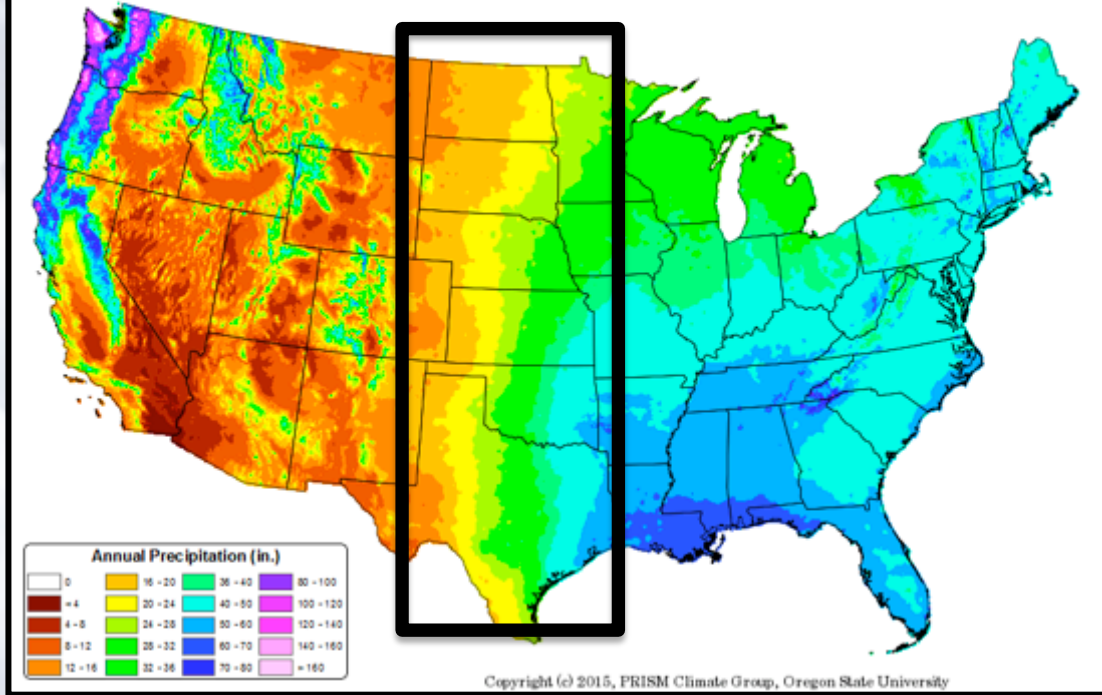 Annual Precipitation (in.)
0 16 - 20 36 - 40 80 - 100
= 4 20 - 24 40 - 50 100 - 120
4 - 8 24 - 28 50 - 60 120 - 140
8 - 12 28 - 32 60 - 70 140 - 160
12 - 16 32 - 36 70 - 80 = 160
Copyright (c) 2015, PRISM Climate Group, Oregon State University